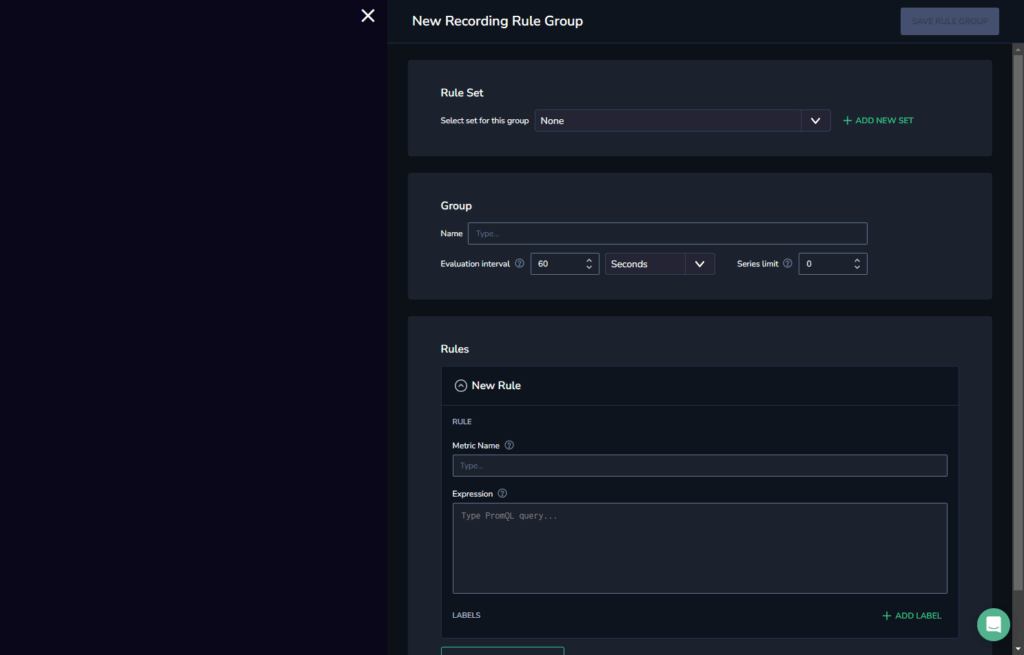 New Recording Rule Group
SAVE RULE GROUP
Rule Set
Select set for this group None + ADD NEW SET
Group
Name Type...
Evaluation interval 60 Seconds Series limit 0
Rules
New Rule
RULE
Metric Name
Type...
Expression
Type PromQL query...
LABELS + ADD LABEL